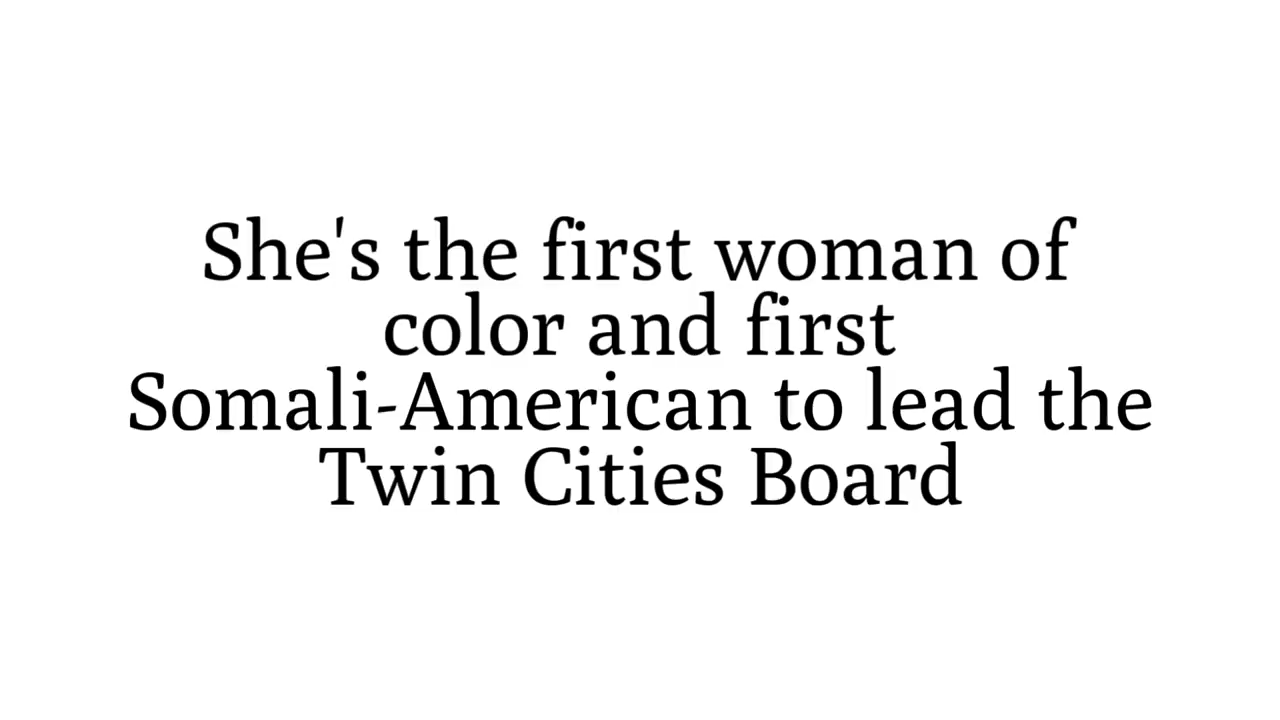 She's the first woman of
color and first
Somali-American to lead the
Twin Cities Board